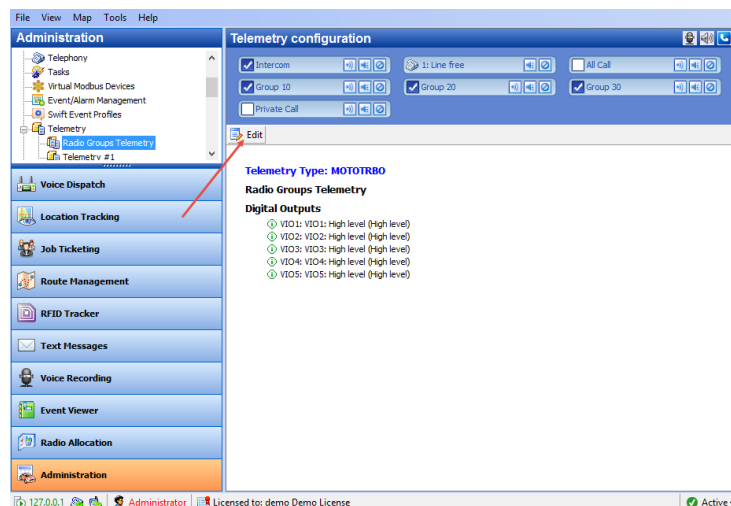 File View Map Tools Help
Administration
Telephony
Tasks
Virtual Modbus Devices
Event/Alarm Management
Swift Event Profiles
Telemetry
Radio Groups Telemetry
Telemetry #1
Voice Dispatch
Location Tracking
Job Ticketing
Route Management
RFID Tracker
Text Messages
Voice Recording
Event Viewer
Radio Allocation
Administration
Telemetry configuration
Intercom
1: Line free
All Call
Group 10
Group 20
Group 30
Private Call
Edit
Telemetry Type: MOTOTRBO
Radio Groups Telemetry
Digital Outputs
VIO1: VIO1: High level (High level)
VIO2: VIO2: High level (High level)
VIO3: VIO3: High level (High level)
VIO4: VIO4: High level (High level)
VIO5: VIO5: High level (High level)
127.0.0.1 Administrator Licensed to: demo Demo License Active